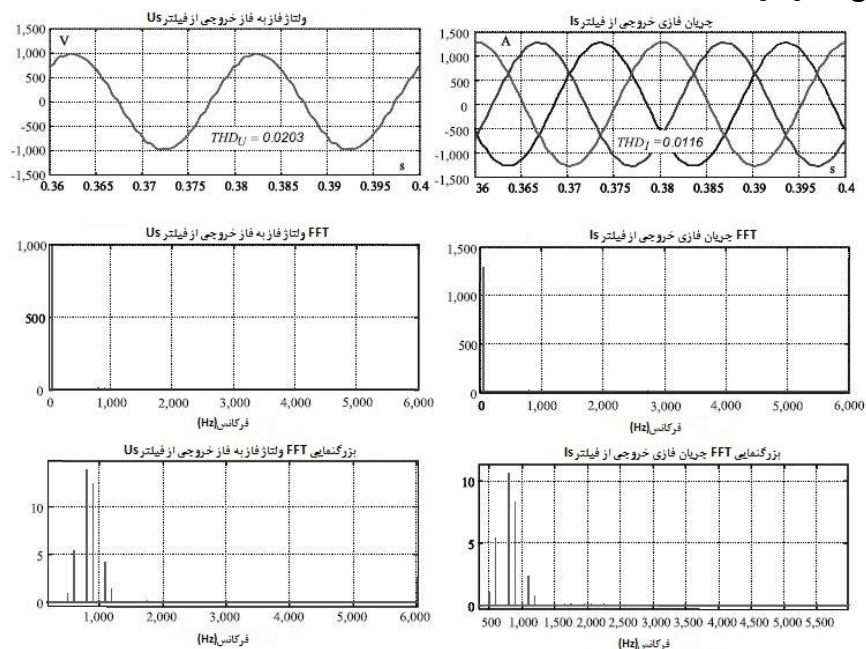 ولتاژ فاز به فاز خروجی از فیلتر Us
1,500
V
1,000
500
0
-500
THD_U = 0.0203
-1,000
s
-1,500
0.36 0.365 0.37 0.375 0.38 0.385 0.39 0.395 0.4
جریان فازی خروجی از فیلتر Is
1,500
A
1,000
500
0
-500
THD_I = 0.0116
-1,000
s
-1,500
36 0.365 0.37 0.375 0.38 0.385 0.39 0.395 0.4
FFT ولتاژ فاز به فاز خروجی از فیلتر Us
1,000
500
0
0 1,000 2,000 3,000 4,000 5,000 6,000
فرکانس(Hz)
FFT جریان فازی خروجی از فیلتر Is
1,500
1,000
500
0
0 1,000 2,000 3,000 4,000 5,000 6,000
فرکانس(Hz)
بزرگنمایی FFT ولتاژ فاز به فاز خروجی از فیلتر Us
10
5
0
1,000 2,000 3,000 4,000 5,000 6,000
فرکانس(Hz)
بزرگنمایی FFT جریان فازی خروجی از فیلتر Is
10
5
0
500 1,000 1,500 2,000 2,500 3,000 3,500 4,000 4,500 5,000 5,500
فرکانس(Hz)